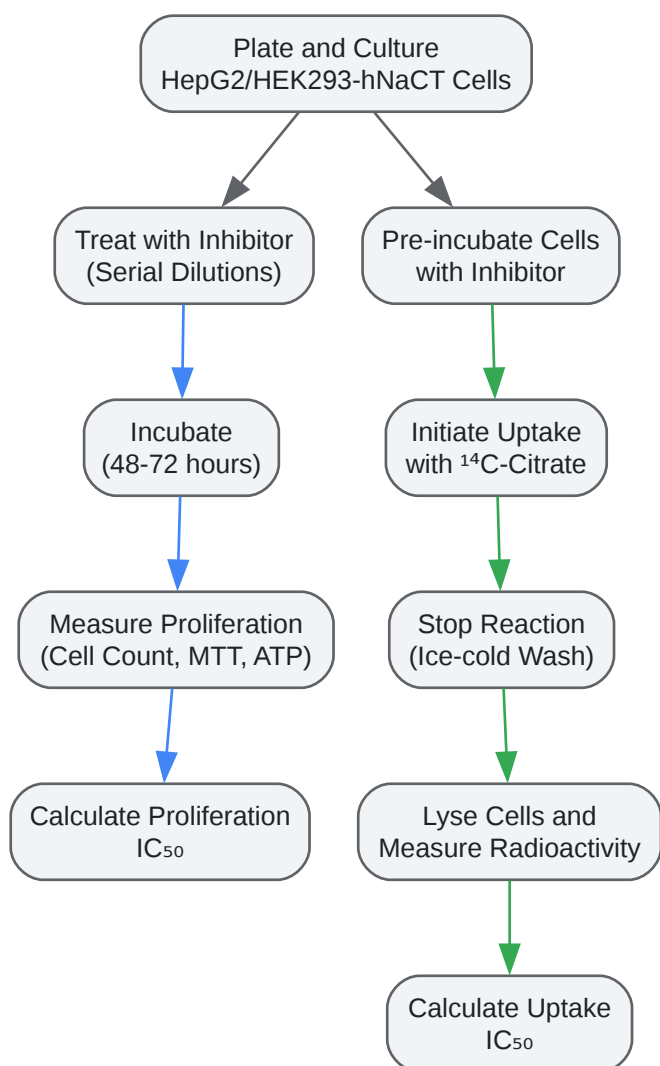 Plate and Culture
HepG2/HEK293-hNaCT Cells
Treat with Inhibitor
(Serial Dilutions)
Pre-incubate Cells
with Inhibitor
Incubate
(48-72 hours)
Initiate Uptake
with ¹⁴C-Citrate
Measure Proliferation
(Cell Count, MTT, ATP)
Stop Reaction
(Ice-cold Wash)
Calculate Proliferation
IC₅₀
Lyse Cells and
Measure Radioactivity
Calculate Uptake
IC₅₀